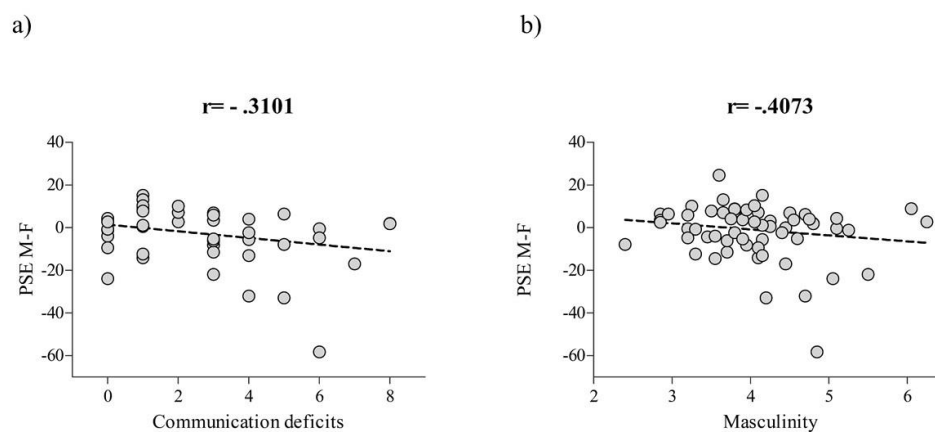 a)
r= - .3101
PSE M-F
40
20
0
-20
-40
-60
0
2
4
6
8
Communication deficits
b)
r= -.4073
PSE M-F
40
20
0
-20
-40
-60
2
3
4
5
6
Masculinity